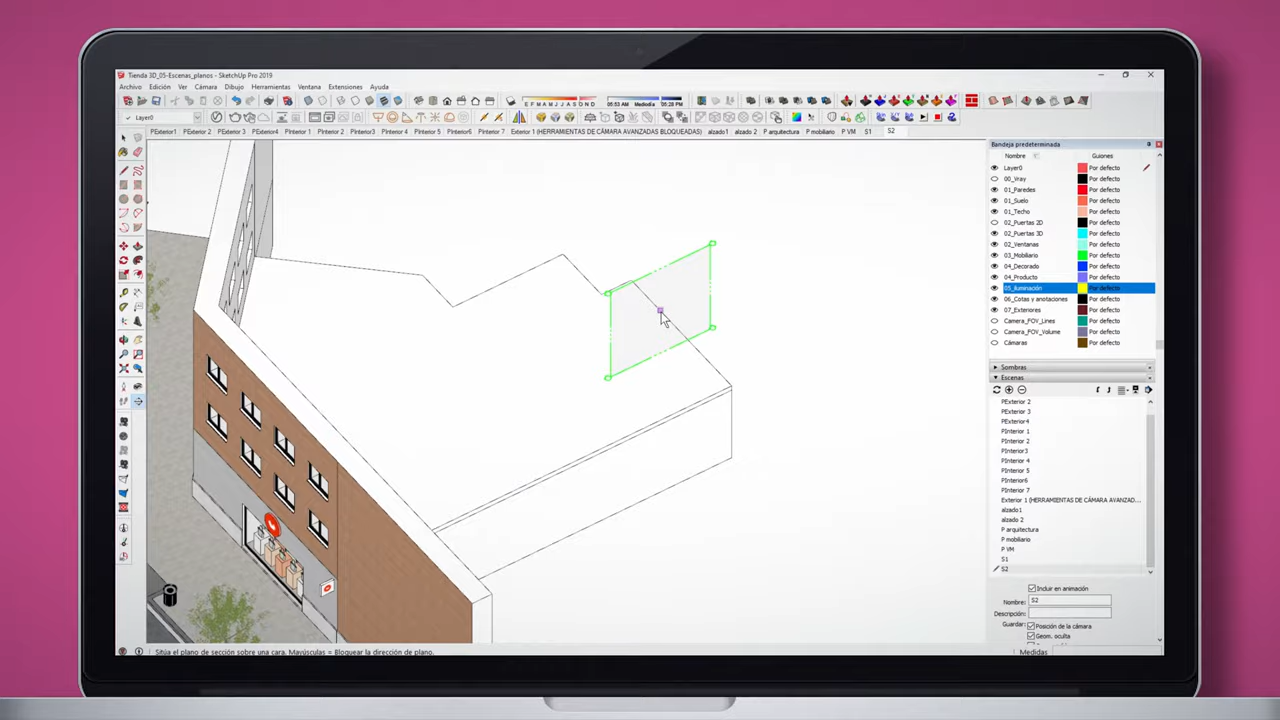 Tienda 3D_05-Escenas_planos - SketchUp Pro 2019
Archivo Edición Ver Cámara Dibujo Herramientas Ventana Extensiones Ayuda
E F M A M J J A S O N D 05:53 AM Mediodía 05:28 PM
Layer0
PExterior1 PExterior 2 PExterior 3 PExterior4 PInterior 1 PInterior 2 PInterior3 PInterior 4 PInterior 5 PInterior6 PInterior 7 Exterior 1 (HERRAMIENTAS DE CÁMARA AVANZADAS BLOQUEADAS) alzado1 alzado 2 P arquitectura P mobiliario P VM S1 S2
Bandeja predeterminada
Nombre Guiones
Layer0 Por defecto
00_Vray Por defecto
01_Paredes Por defecto
01_Suelo Por defecto
01_Techo Por defecto
02_Puertas 2D Por defecto
02_Puertas 3D Por defecto
02_Ventanas Por defecto
03_Mobiliario Por defecto
04_Decorado Por defecto
04_Producto Por defecto
05_iluminación Por defecto
06_Cotas y anotaciones Por defecto
07_Exteriores Por defecto
Camera_FOV_Lines Por defecto
Camera_FOV_Volume Por defecto
Cámaras Por defecto
Sombras
Escenas
PExterior 2
PExterior 3
PExterior4
PInterior 1
PInterior 2
PInterior3
PInterior 4
PInterior 5
PInterior6
PInterior 7
Exterior 1 (HERRAMIENTAS DE CÁMARA AVANZAD...
alzado1
alzado 2
P arquitectura
P mobiliario
P VM
S1
S2
Incluir en animación
Nombre: S2
Descripción:
Guardar: Posición de la cámara
Geom. oculta
Sitúa el plano de sección sobre una cara. Mayúsculas = Bloquear la dirección de plano.
Medidas